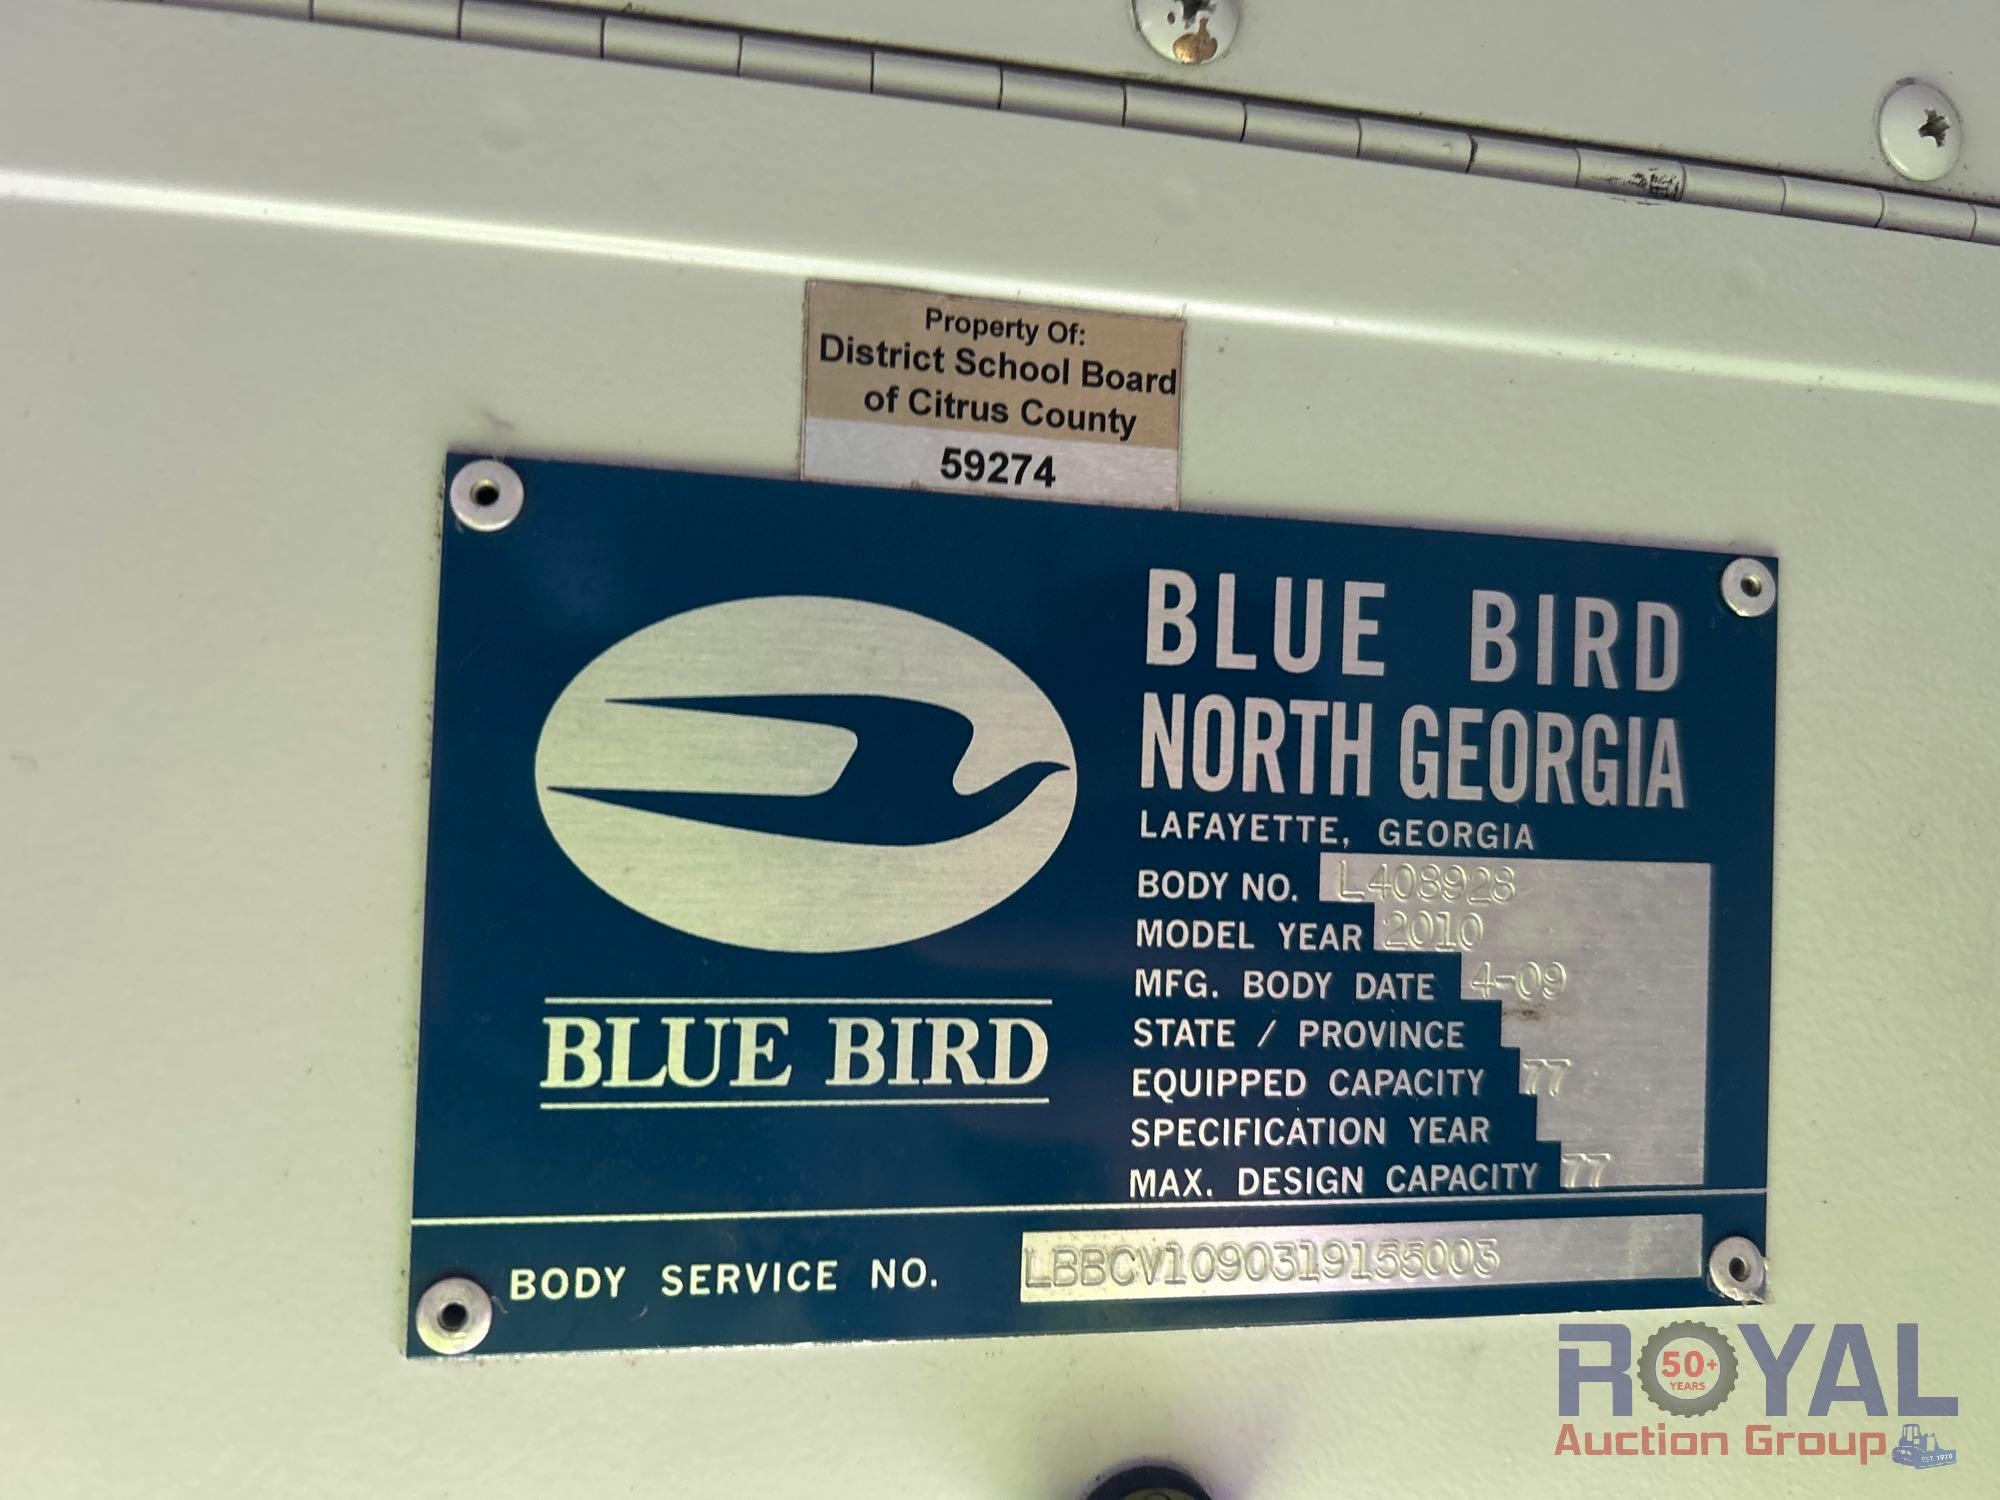 Property Of:
District School Board
of Citrus County
59274
BLUE BIRD
NORTH GEORGIA
LAFAYETTE, GEORGIA
BODY NO. L408928
MODEL YEAR 2010
MFG. BODY DATE 4-09
STATE / PROVINCE
EQUIPPED CAPACITY 77
SPECIFICATION YEAR
MAX. DESIGN CAPACITY 77
BLUE BIRD
BODY SERVICE NO. LBBCV1090319155003
ROYAL
50+
YEARS
Auction Group
EST. 1970